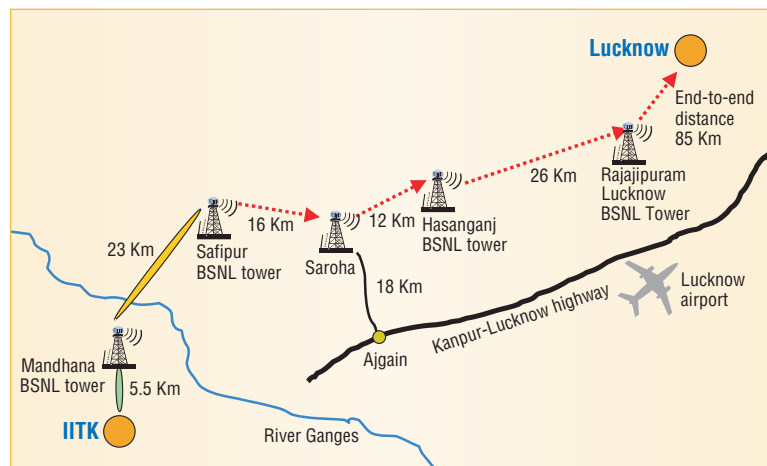 Lucknow
End-to-end
distance
85 Km
Rajajipuram
Lucknow
BSNL Tower
26 Km
Hasanganj
BSNL tower
12 Km
16 Km
Saroha
Safipur
BSNL tower
23 Km
18 Km
Kanpur-Lucknow highway
Lucknow
airport
Ajgain
Mandhana
BSNL tower
5.5 Km
IITK
River Ganges